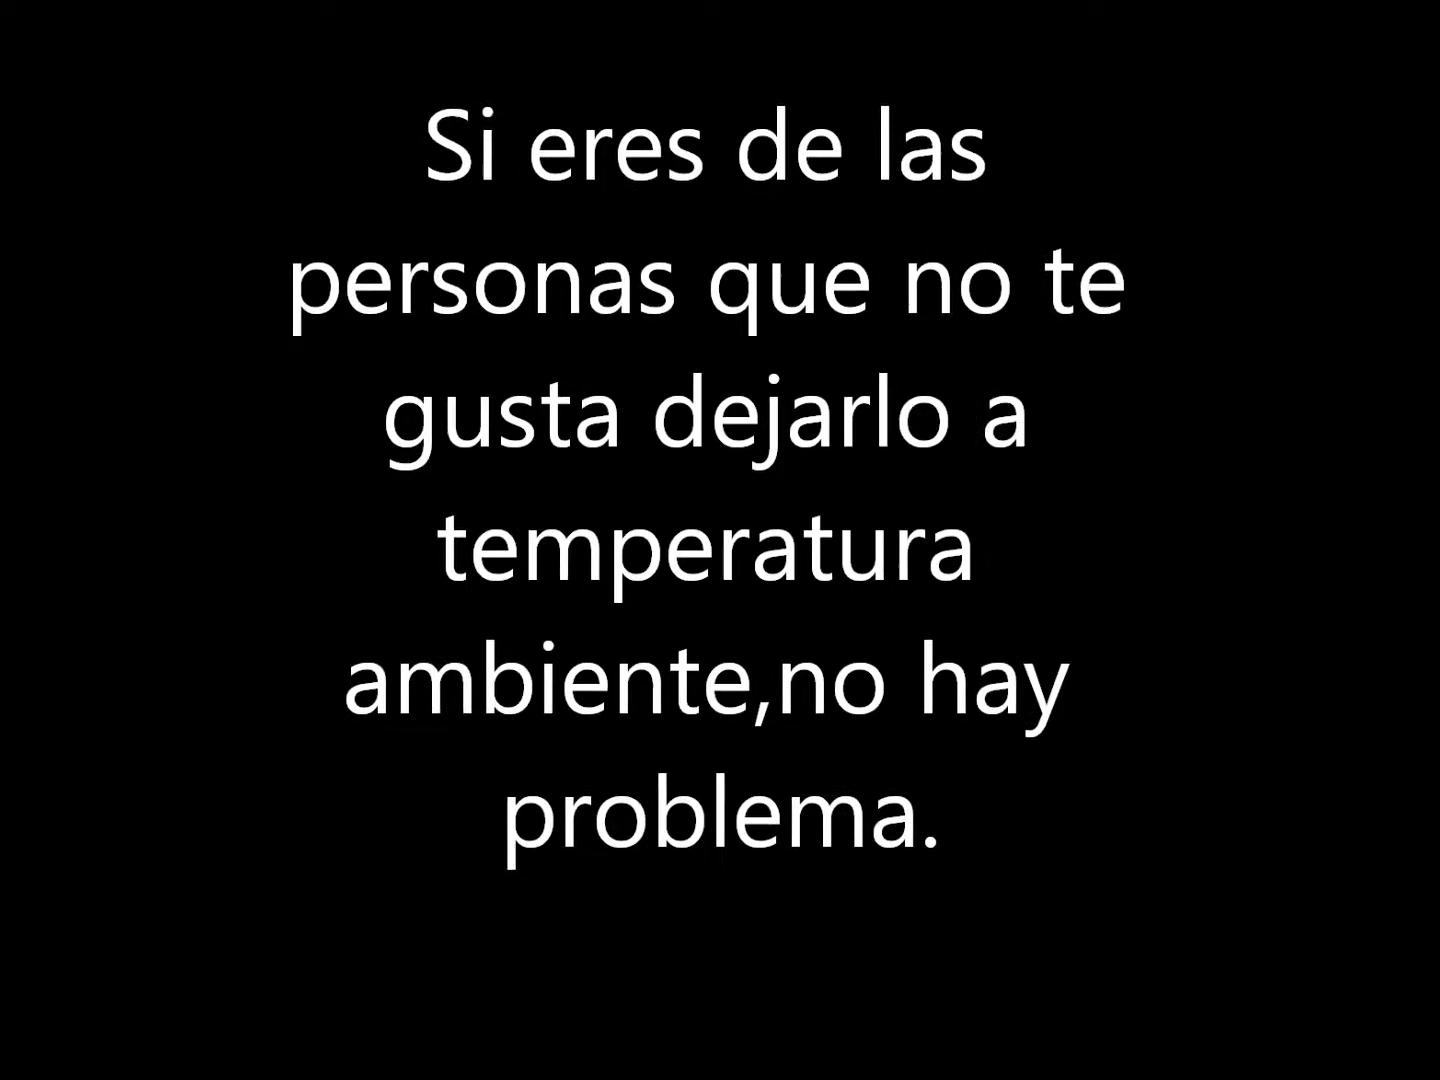 Si eres de las
personas que no te
gusta dejarlo a
temperatura
ambiente,no hay
problema.